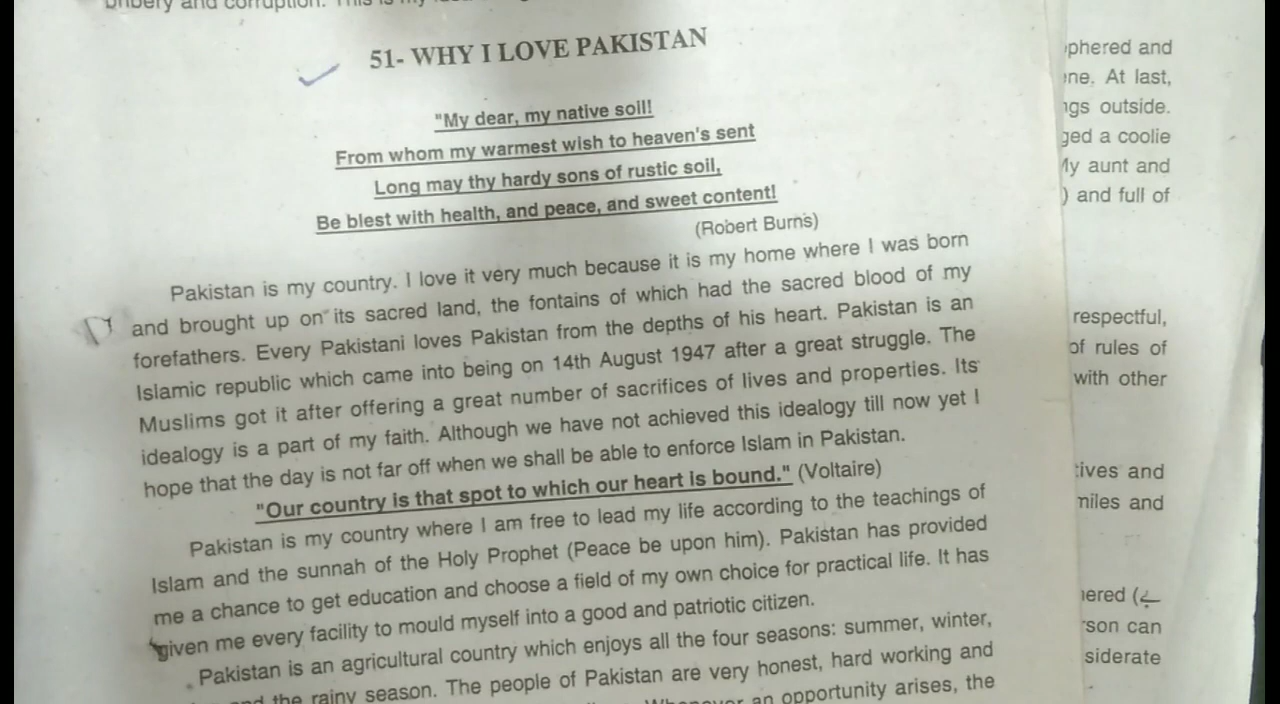 bribery and corruption. This is my
51- WHY I LOVE PAKISTAN
"My dear, my native soil!
From whom my warmest wish to heaven's sent
Long may thy hardy sons of rustic soil,
Be blest with health, and peace, and sweet content!
(Robert Burns)
Pakistan is my country. I love it very much because it is my home where I was born
and brought up on its sacred land, the fontains of which had the sacred blood of my
forefathers. Every Pakistani loves Pakistan from the depths of his heart. Pakistan is an
Islamic republic which came into being on 14th August 1947 after a great struggle. The
Muslims got it after offering a great number of sacrifices of lives and properties. Its
idealogy is a part of my faith. Although we have not achieved this idealogy till now yet I
hope that the day is not far off when we shall be able to enforce Islam in Pakistan.
"Our country is that spot to which our heart is bound." (Voltaire)
Pakistan is my country where I am free to lead my life according to the teachings of
Islam and the sunnah of the Holy Prophet (Peace be upon him). Pakistan has provided
me a chance to get education and choose a field of my own choice for practical life. It has
given me every facility to mould myself into a good and patriotic citizen.
Pakistan is an agricultural country which enjoys all the four seasons: summer, winter,
and the rainy season. The people of Pakistan are very honest, hard working and
Whenever an opportunity arises, the
phered and
ne. At last,
ngs outside.
ged a coolie
My aunt and
) and full of
respectful,
of rules of
with other
tives and
miles and
ered (
son can
siderate